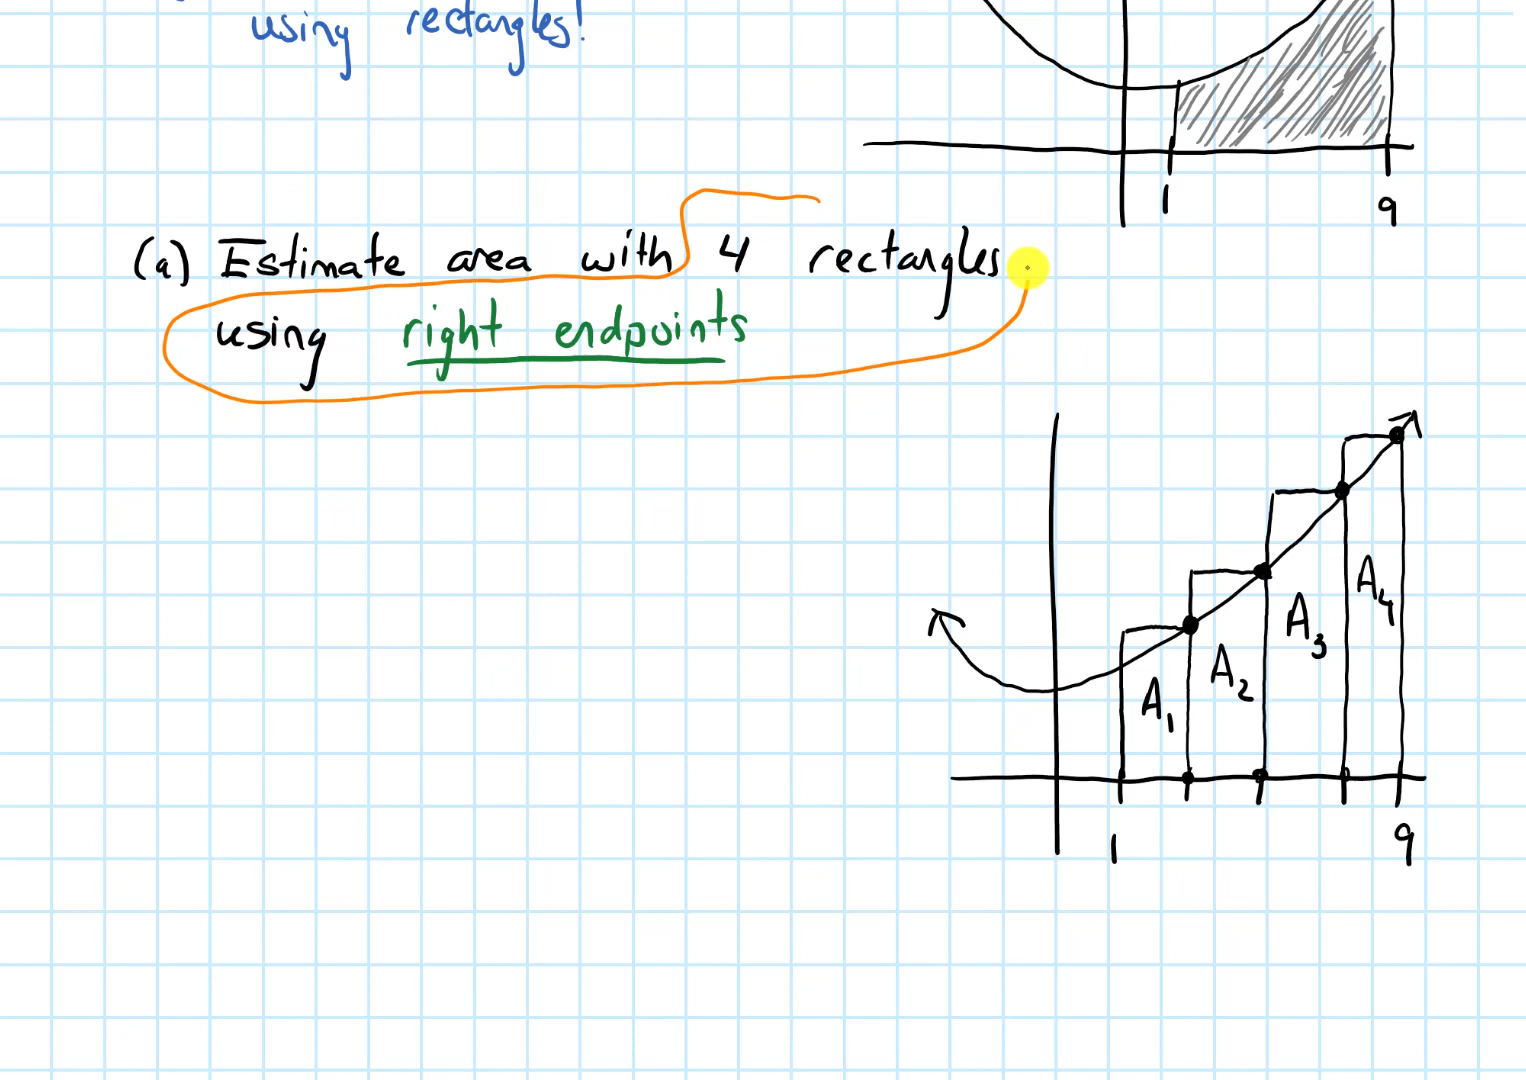 using rectangles!
1 9
(a) Estimate area with 4 rectangles
using right endpoints
A₁ A₂ A₃ A₄
1 9